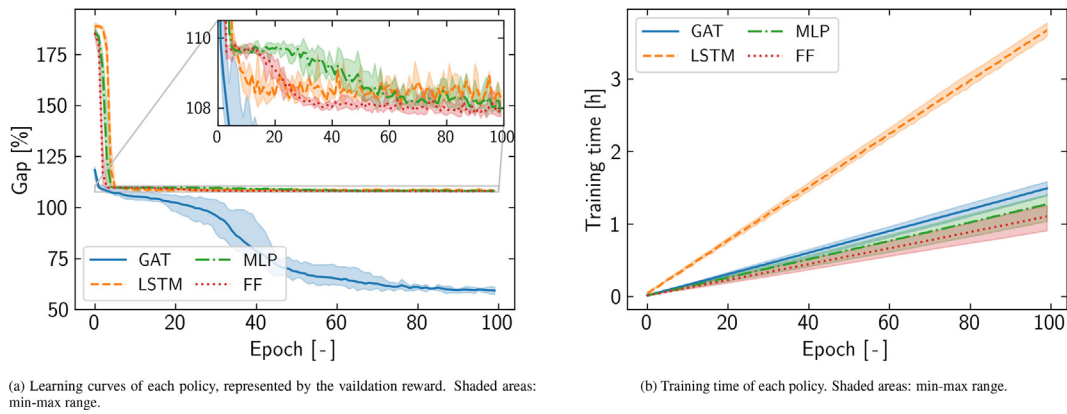 175
150
125
100
75
50
Gap [%]
110
108
0
20
40
60
80
100
GAT
LSTM
MLP
FF
0
20
40
60
80
100
Epoch [-]
(a) Learning curves of each policy, represented by the vaildation reward. Shaded areas:
min-max range.
GAT
LSTM
MLP
FF
3
2
1
0
Training time [h]
0
20
40
60
80
100
Epoch [-]
(b) Training time of each policy. Shaded areas: min-max range.